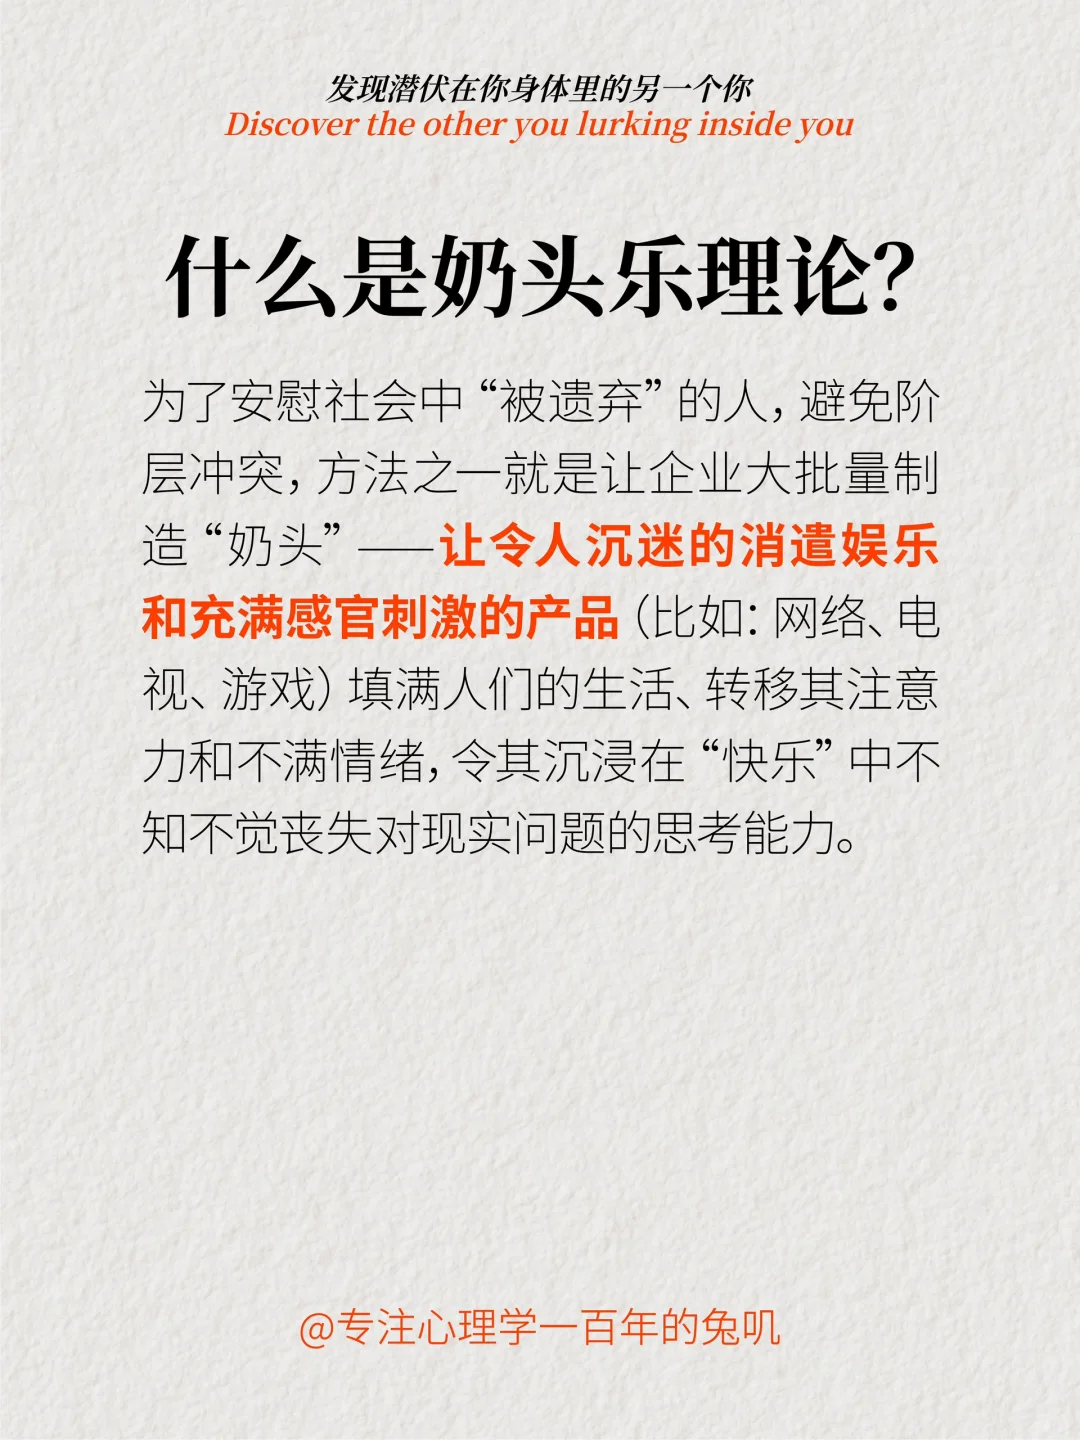 发现潜伏在你身体里的另一个你
Discover the other you lurking inside you
什么是奶头乐理论？
为了安慰社会中“被遗弃”的人，避免阶
层冲突，方法之一就是让企业大批量制
造“奶头”——让令人沉迷的消遣娱乐
和充满感官刺激的产品（比如：网络、电
视、游戏）填满人们的生活、转移其注意
力和不满情绪，令其沉浸在“快乐”中不
知不觉丧失对现实问题的思考能力。
@专注心理学一百年的兔叽